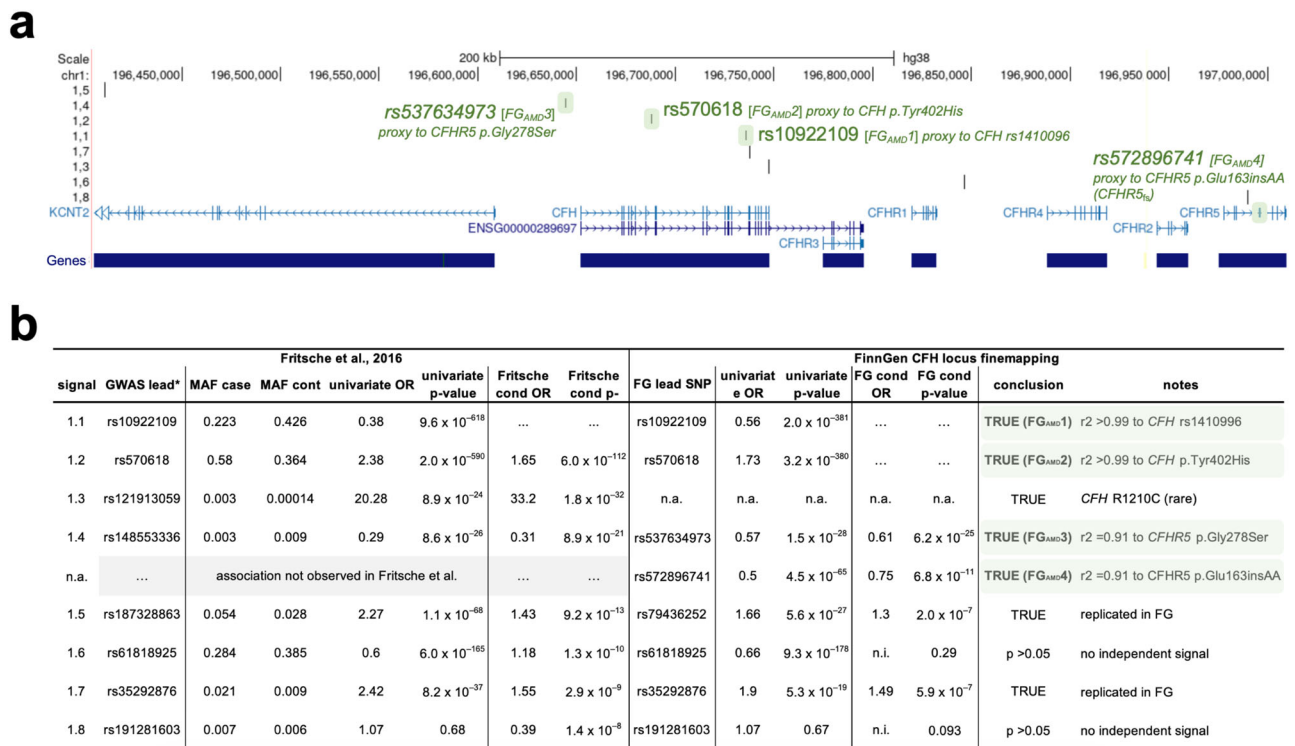 a
Scale 200 kb hg38
chr1: 196,450,000 196,500,000 196,550,000 196,600,000 196,650,000 196,700,000 196,750,000 196,800,000 196,850,000 196,900,000 196,950,000 197,000,000
1,5
1,4
1,2
1,1
1,7
1,3
1,6
1,8
rs537634973 [FGAMD3]
proxy to CFHR5 p.Gly278Ser
rs570618 [FGAMD2] proxy to CFH p.Tyr402His
rs10922109 [FGAMD1] proxy to CFH rs1410096
rs572896741 [FGAMD4]
proxy to CFHR5 p.Glu163insAA
(CFHR5fs)
KCNT2 CFH CFHR1 CFHR4 CFHR5
ENSG00000289697 CFHR2
CFHR3
Genes
b
Fritsche et al., 2016 FinnGen CFH locus finemapping
signal GWAS lead* MAF case MAF cont univariate OR univariate p-value Fritsche cond OR Fritsche cond p- FG lead SNP univariat e OR univariate p-value FG cond OR FG cond p-value conclusion notes
1.1 rs10922109 0.223 0.426 0.38 9.6 x 10⁻⁶¹⁸ ... ... rs10922109 0.56 2.0 x 10⁻³⁸¹ ... ... TRUE (FGAMD1) r2 >0.99 to CFH rs1410996
1.2 rs570618 0.58 0.364 2.38 2.0 x 10⁻⁵⁹⁰ 1.65 6.0 x 10⁻¹¹² rs570618 1.73 3.2 x 10⁻³⁸⁰ ... ... TRUE (FGAMD2) r2 >0.99 to CFH p.Tyr402His
1.3 rs121913059 0.003 0.00014 20.28 8.9 x 10⁻²⁴ 33.2 1.8 x 10⁻³² n.a. n.a. n.a. n.a. n.a. TRUE CFH R1210C (rare)
1.4 rs148553336 0.003 0.009 0.29 8.6 x 10⁻²⁶ 0.31 8.9 x 10⁻²¹ rs537634973 0.57 1.5 x 10⁻²⁸ 0.61 6.2 x 10⁻²⁵ TRUE (FGAMD3) r2 =0.91 to CFHR5 p.Gly278Ser
n.a. ... association not observed in Fritsche et al. ... ... rs572896741 0.5 4.5 x 10⁻⁶⁵ 0.75 6.8 x 10⁻¹¹ TRUE (FGAMD4) r2 =0.91 to CFHR5 p.Glu163insAA
1.5 rs187328863 0.054 0.028 2.27 1.1 x 10⁻⁶⁸ 1.43 9.2 x 10⁻¹³ rs79436252 1.66 5.6 x 10⁻²⁷ 1.3 2.0 x 10⁻⁷ TRUE replicated in FG
1.6 rs61818925 0.284 0.385 0.6 6.0 x 10⁻¹⁶⁵ 1.18 1.3 x 10⁻¹⁰ rs61818925 0.66 9.3 x 10⁻¹⁷⁸ n.i. 0.29 p >0.05 no independent signal
1.7 rs35292876 0.021 0.009 2.42 8.2 x 10⁻³⁷ 1.55 2.9 x 10⁻⁹ rs35292876 1.9 5.3 x 10⁻¹⁹ 1.49 5.9 x 10⁻⁷ TRUE replicated in FG
1.8 rs191281603 0.007 0.006 1.07 0.68 0.39 1.4 x 10⁻⁸ rs191281603 1.07 0.67 n.i. 0.093 p >0.05 no independent signal